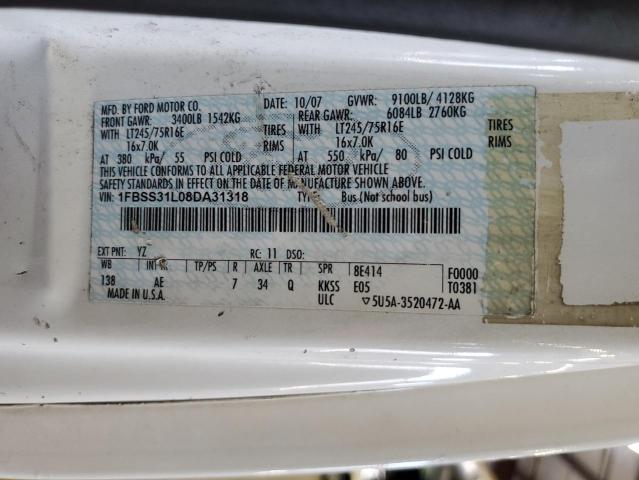 MFD. BY FORD MOTOR CO. 10/07 GVWR: 9100LB/ 4128KG
FRONT GAWR: 3400LB 1542KG REAR GAWR: 6084LB 2760KG
WITH LT245/75R16E TIRES WITH LT245/75R16E TIRES
16x7.0K RIMS 16x7.0K RIMS
AT 380 kPa/ 55 PSI COLD AT 550 kPa/ 80 PSI COLD
THIS VEHICLE CONFORMS TO ALL APPLICABLE FEDERAL MOTOR VEHICLE
SAFETY STANDARDS IN EFFECT ON THE DATE OF MANUFACTURE SHOWN ABOVE.
VIN: 1FBSS31L08DA31318 TYPE: Bus (Not school bus)
EXT PNT: YZ RC: 11 DSO:
WB INT TR TP/PS R AXLE TR SPR 8E414 F0000
138 AE 7 34 Q KKSS E05 T0381
MADE IN U.S.A. ULC ▽5U5A-3520472-AA